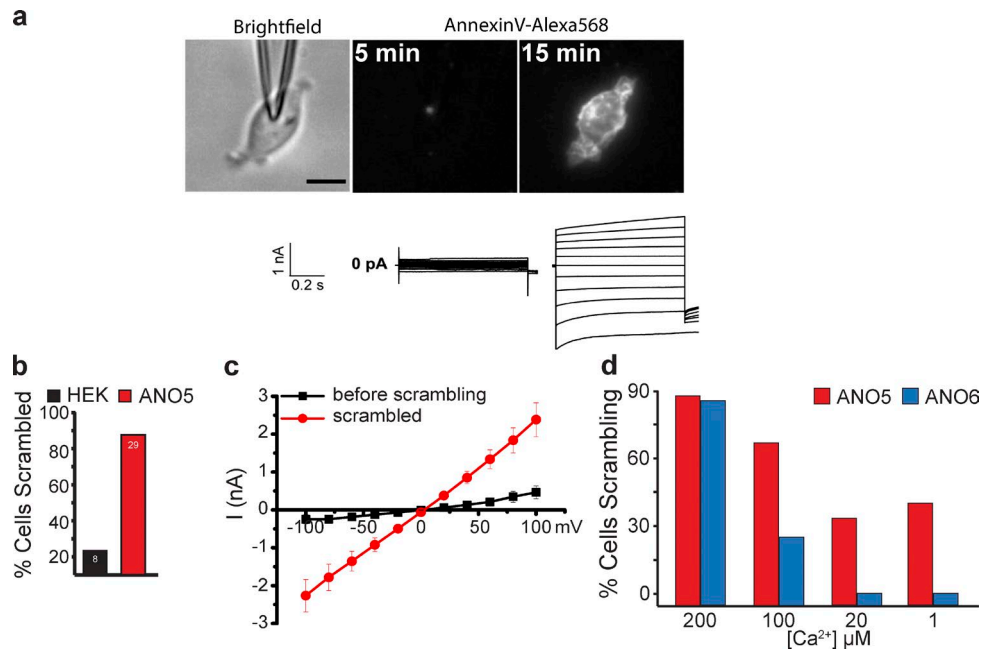 a
Brightfield
AnnexinV-Alexa568
5 min
15 min
1 nA
0.2 s
0 pA
b
HEK
ANO5
% Cells Scrambled
100
80
60
40
20
8
29
c
before scrambling
scrambled
I (nA)
3
2
1
0
-1
-2
-3
-100
-50
0
50
100 mV
d
ANO5
ANO6
% Cells Scrambling
90
60
30
0
200
100
20
1
[Ca²⁺] µM